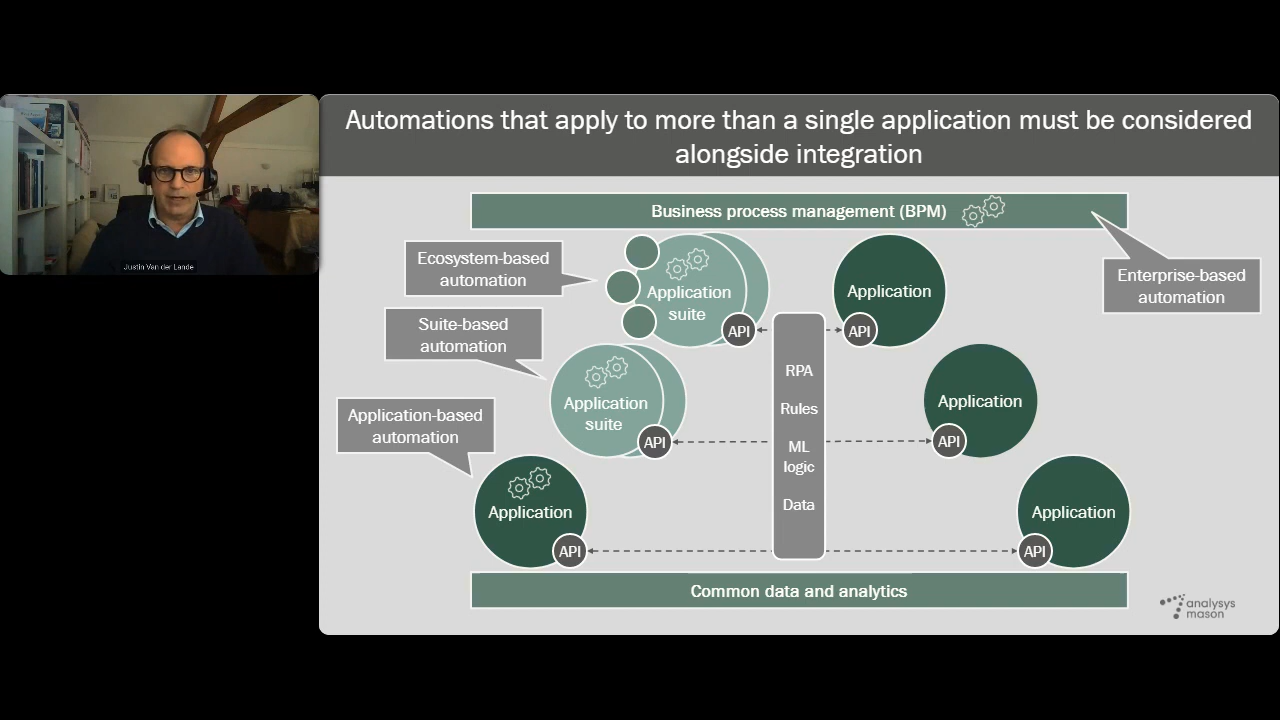 Automations that apply to more than a single application must be considered
alongside integration
Justin Van der Lande
Business process management (BPM)
Ecosystem-based
automation
Application
suite
API
Application
API
Enterprise-based
automation
Suite-based
automation
Application
suite
API
RPA
Rules
ML
logic
Data
Application
API
Application-based
automation
Application
API
Application
API
Common data and analytics
analysys
mason